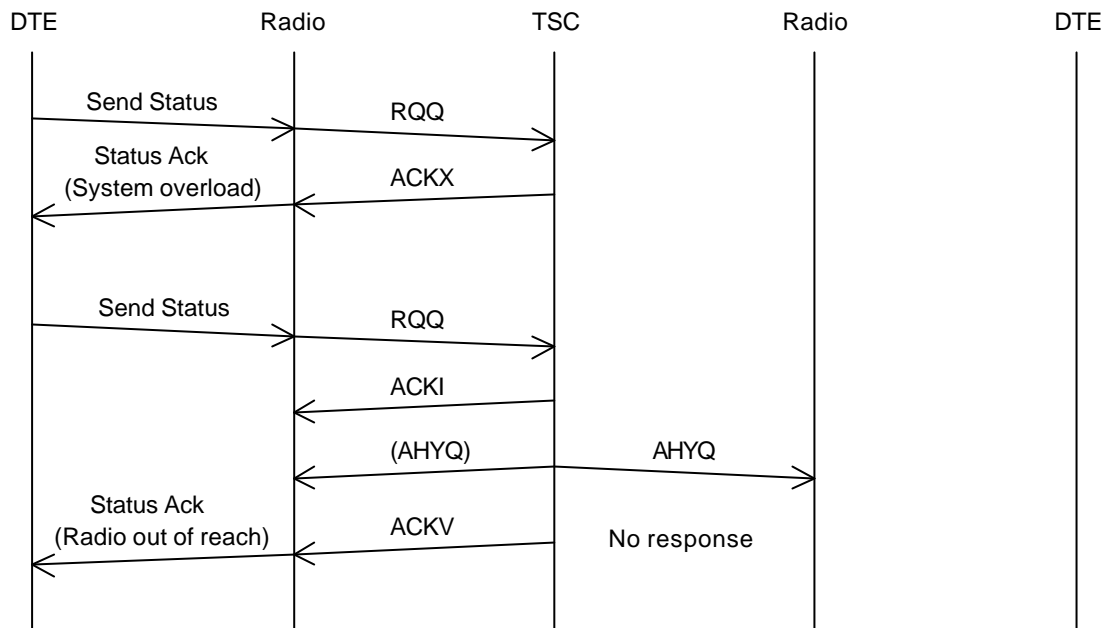 DTE Radio TSC Radio DTE
Send Status
RQQ
Status Ack
(System overload)
ACKX
Send Status
RQQ
ACKI
(AHYQ) AHYQ
Status Ack
(Radio out of reach)
ACKV
No response